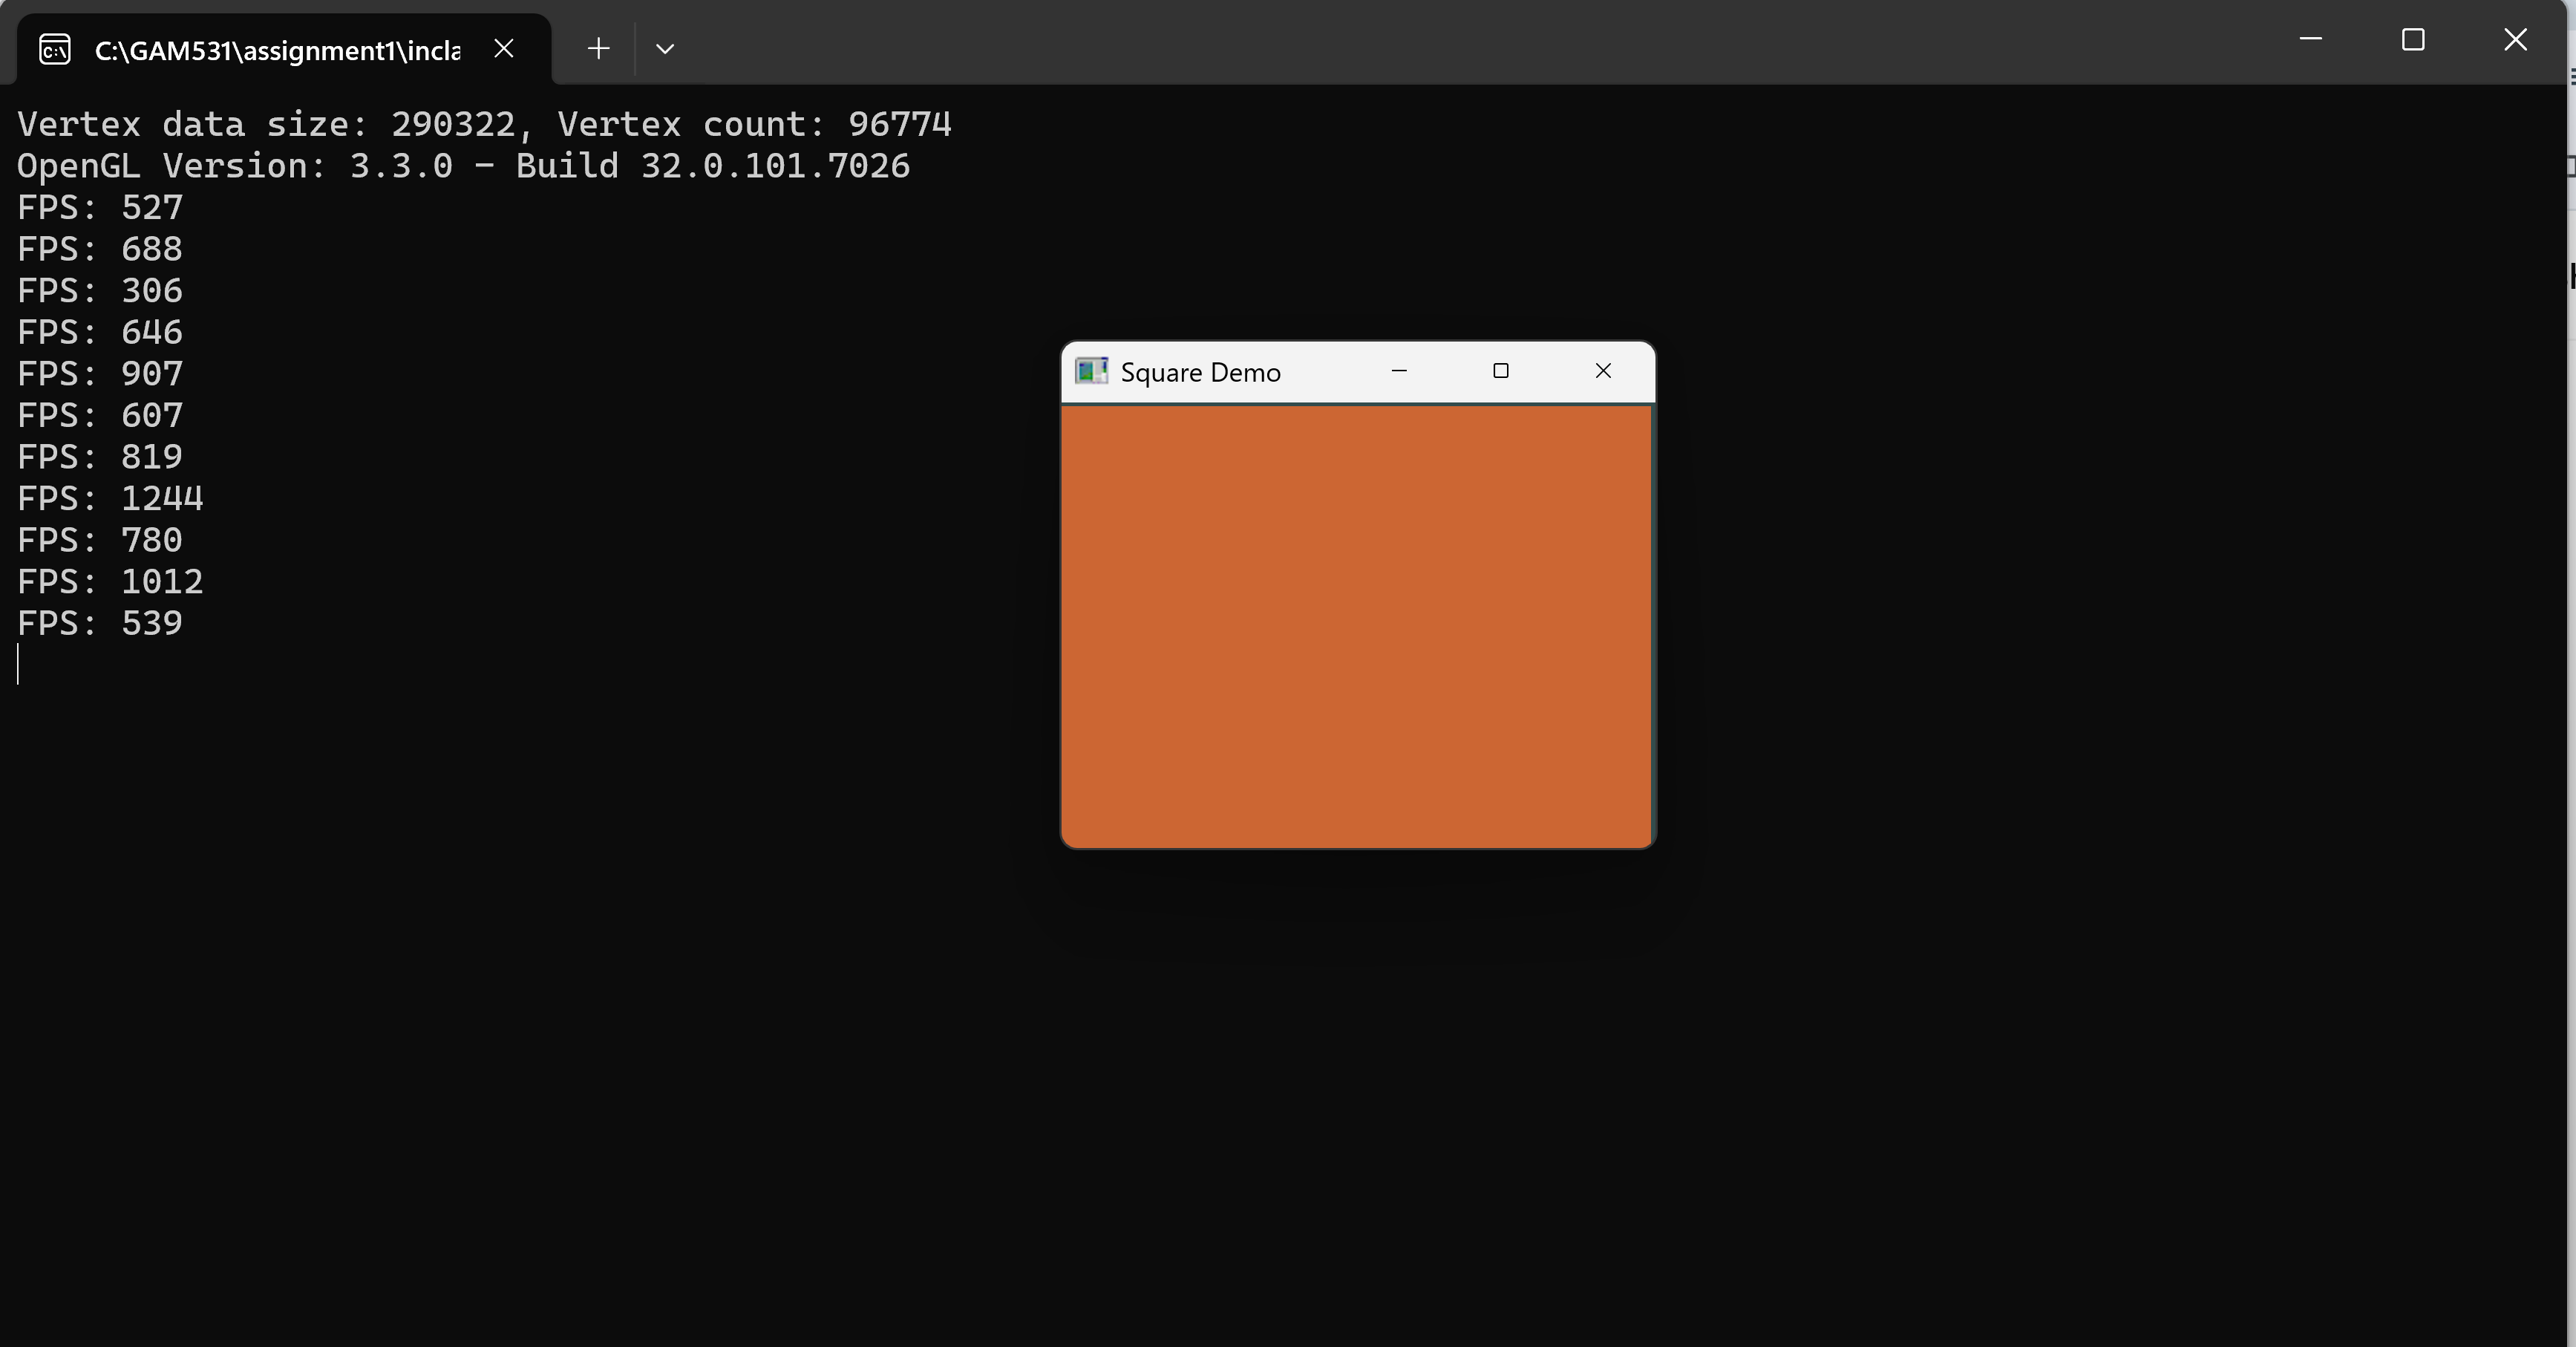 C:\GAM531\assignment1\incla
Vertex data size: 290322, Vertex count: 96774
OpenGL Version: 3.3.0 - Build 32.0.101.7026
FPS: 527
FPS: 688
FPS: 306
FPS: 646
FPS: 907
FPS: 607
FPS: 819
FPS: 1244
FPS: 780
FPS: 1012
FPS: 539
Square Demo